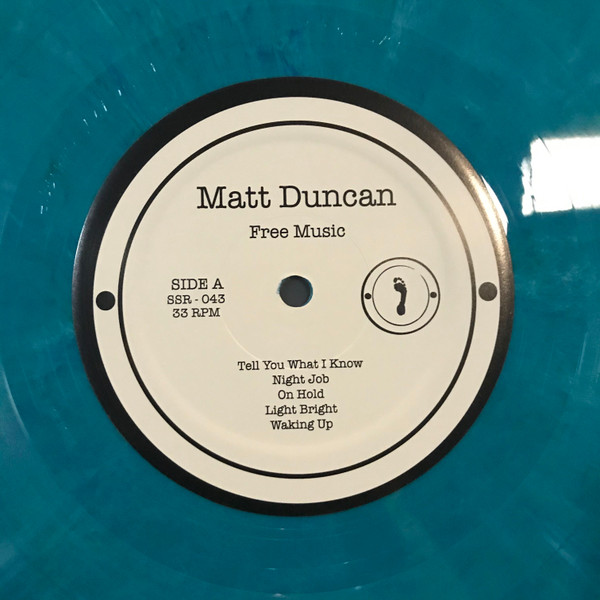 Matt Duncan
Free Music
SIDE A
SSR - 043
33 RPM
Tell You What I Know
Night Job
On Hold
Light Bright
Waking Up